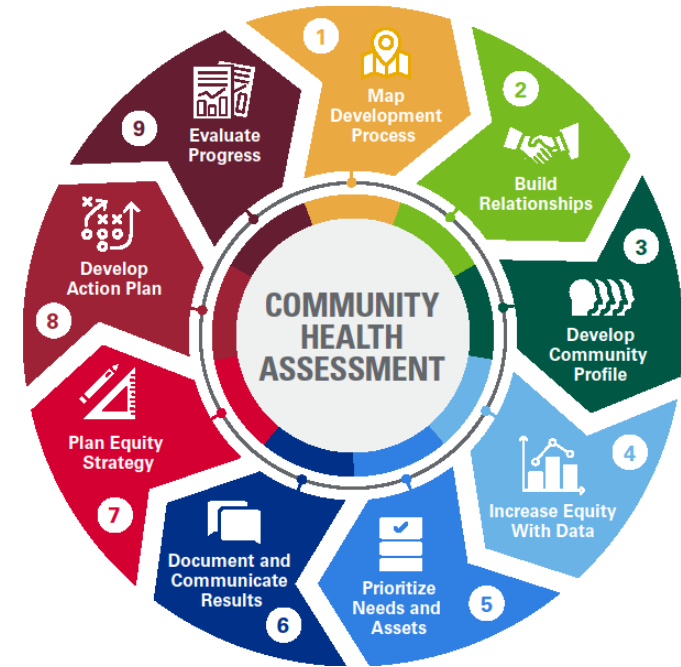 1
Map
Development
Process
2
Build
Relationships
3
Develop
Community
Profile
4
Increase Equity
With Data
5
Prioritize
Needs and
Assets
6
Document and
Communicate
Results
7
Plan Equity
Strategy
8
Develop
Action Plan
9
Evaluate
Progress
COMMUNITY
HEALTH
ASSESSMENT